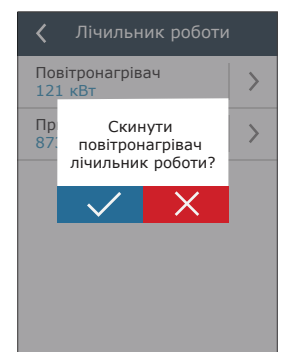 Лічильник роботи
Повітронагрівач
121 кВт
Скинути
повітронагрівач
лічильник роботи?